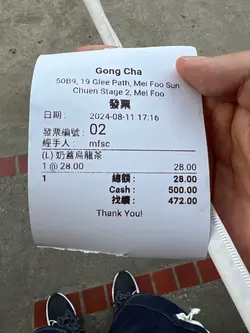 Gong Cha
50B9, 19 Glee Path, Mei Foo Sun
Chuen Stage 2, Mei Foo
發票
日期 : 2024-08-11 17:16
發票編號 : 02
經手人 : mfsc
(L) 奶蓋烏龍茶
1 @ 28.00 28.00
1 總額 : 28.00
Cash : 500.00
找續 : 472.00
Thank You!